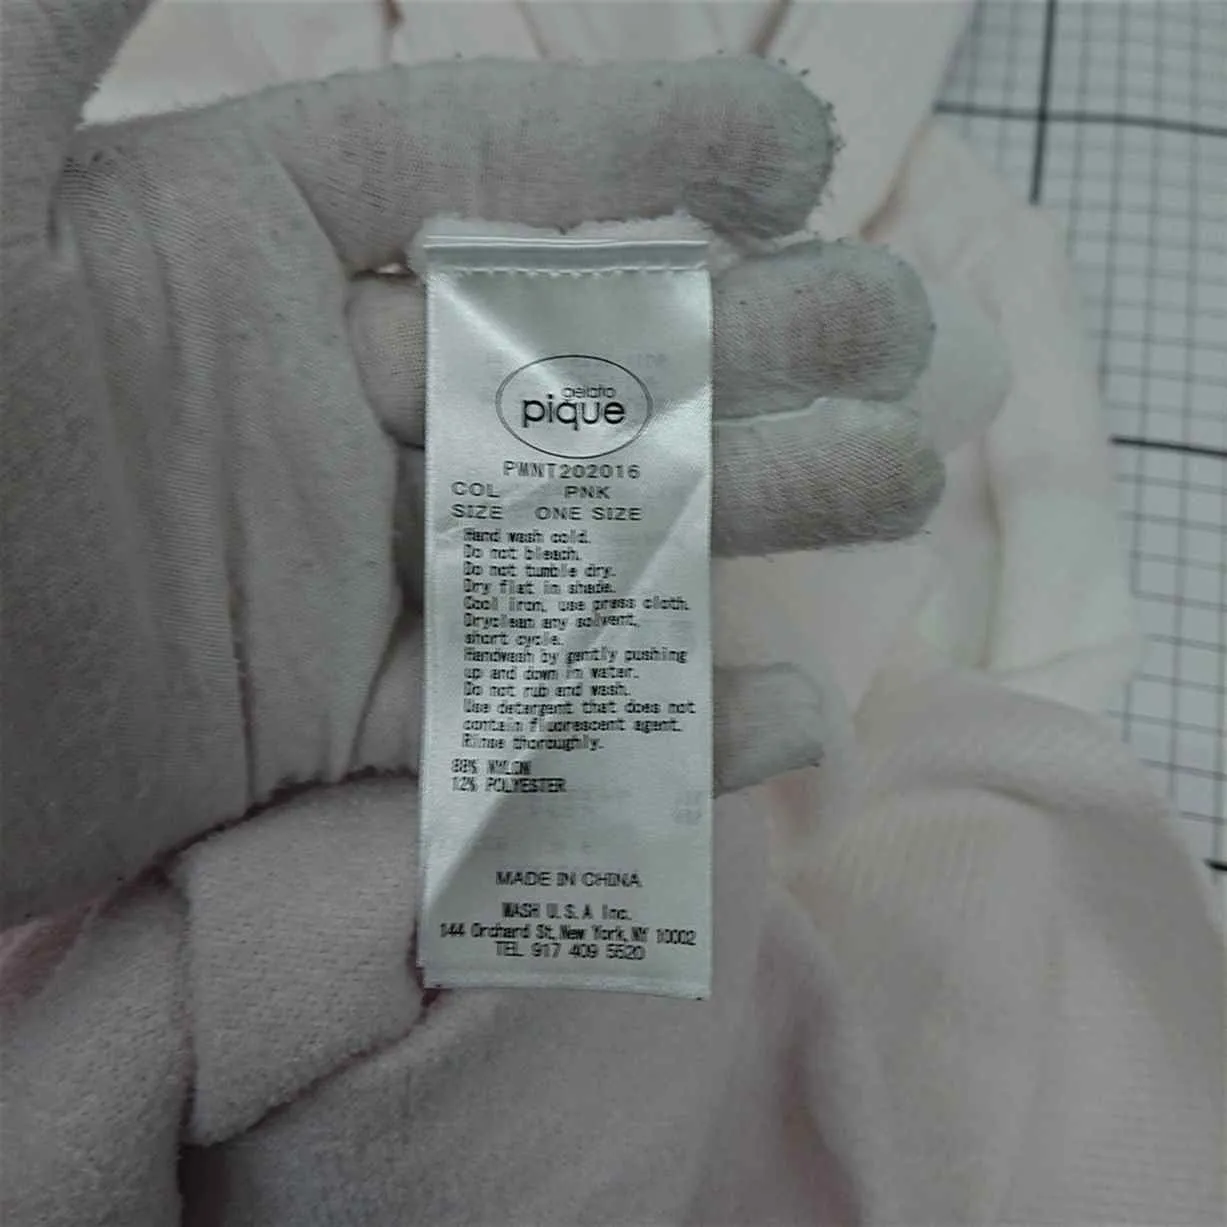 gelato
pique
PWNT202016
COL PNK
SIZE ONE SIZE
Hand wash cold.
Do not bleach.
Do not tumble dry.
Dry flat in shade.
Cool iron, use press cloth.
Dryclean any solvent,
short cycle.
Handwash by gently pushing
up and down in water.
Do not rub and wash.
Use detergent that does not
contain fluorescent agent.
Rinse thoroughly.
88% NYLON
12% POLYESTER
MADE IN CHINA
MASH U.S.A Inc.
144 Orchard St,New York,NY 10002
TEL 917 409 5520